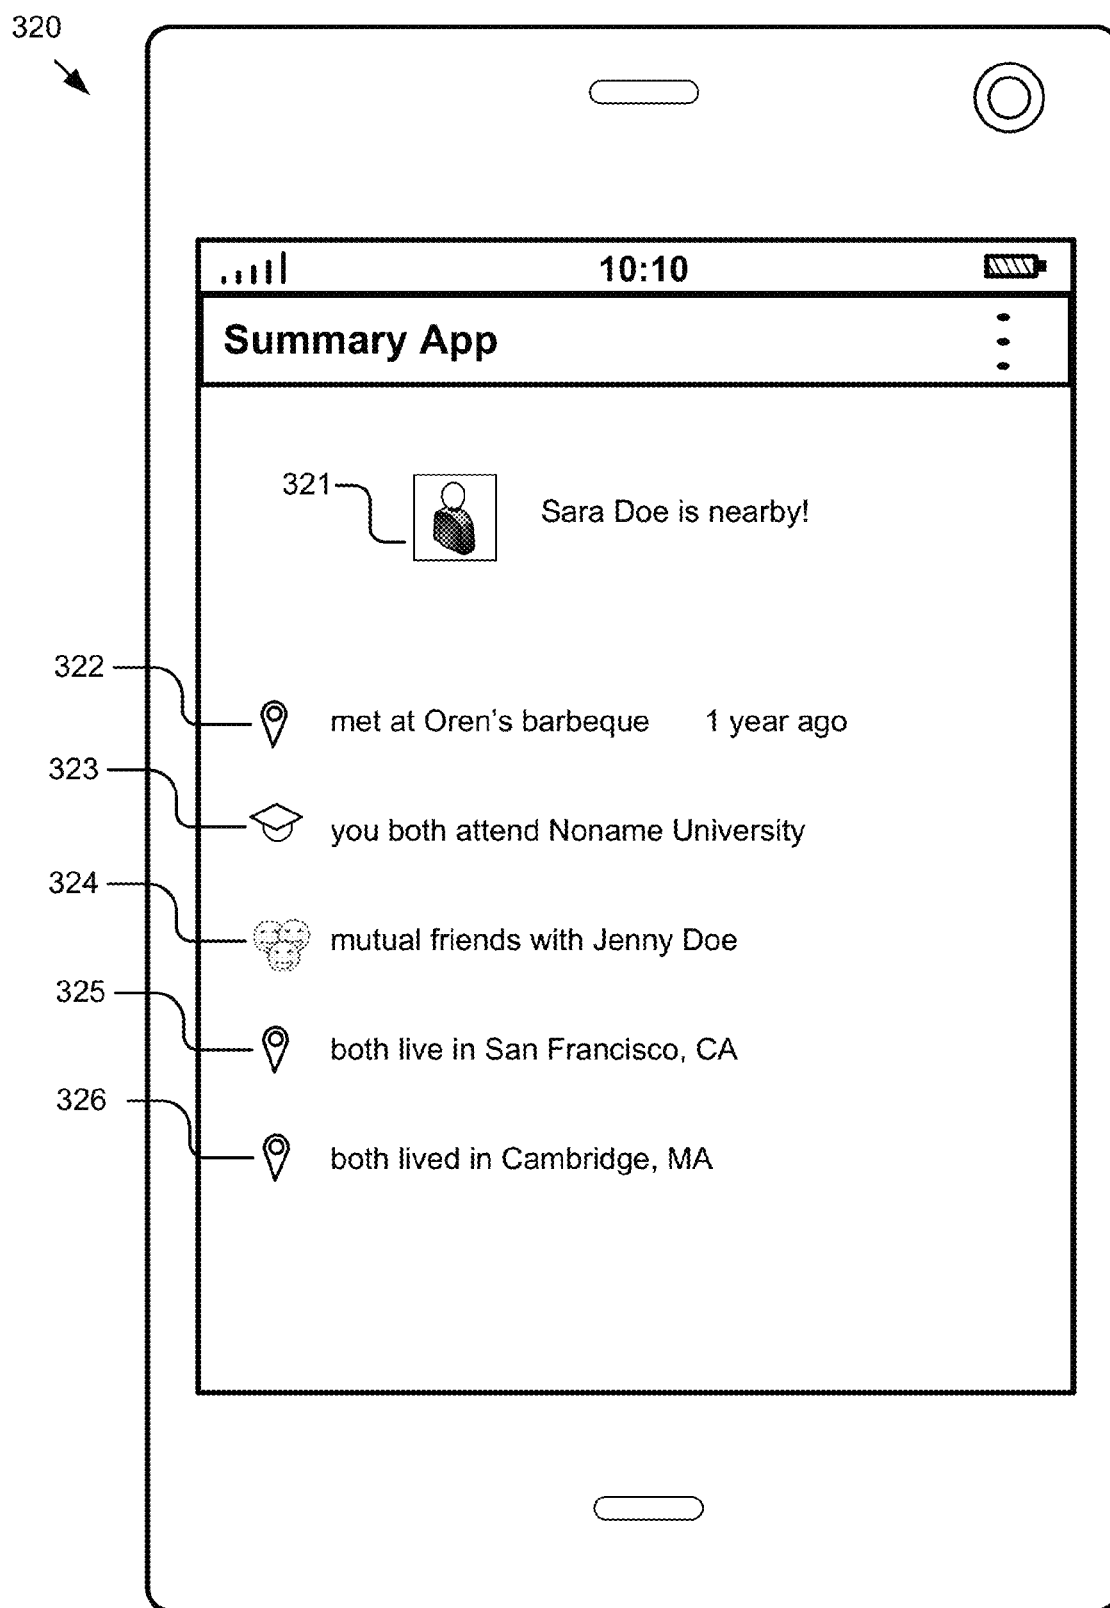 320
10:10
Summary App
321
Sara Doe is nearby!
322
met at Oren's barbeque 1 year ago
323
you both attend Noname University
324
mutual friends with Jenny Doe
325
both live in San Francisco, CA
326
both lived in Cambridge, MA